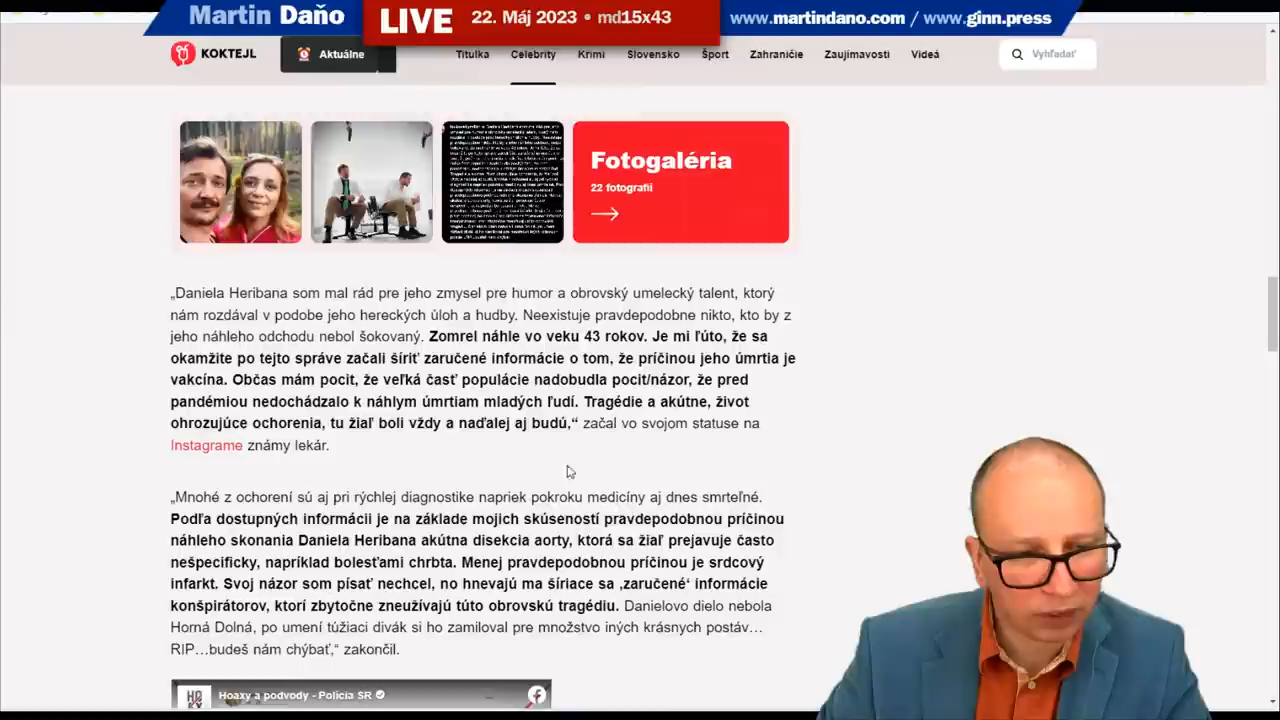 Martin Daňo
LIVE
22. Máj 2023 • md15x43
www.martindano.com / www.ginn.press
KOKTEJL
Aktuálne
Titulka
Celebrity
Krimi
Slovensko
Šport
Zahraničie
Zaujímavosti
Videá
Vyhľadať
Fotogaléria
22 fotografií
„Daniela Heribana som mal rád pre jeho zmysel pre humor a obrovský umelecký talent, ktorý
nám rozdával v podobe jeho hereckých úloh a hudby. Neexistuje pravdepodobne nikto, kto by z
jeho náhleho odchodu nebol šokovaný. Zomrel náhle vo veku 43 rokov. Je mi ľúto, že sa
okamžite po tejto správe začali šíriť zaručené informácie o tom, že príčinou jeho úmrtia je
vakcína. Občas mám pocit, že veľká časť populácie nadobudla pocit/názor, že pred
pandémiou nedochádzalo k náhlym úmrtiam mladých ľudí. Tragédie a akútne, život
ohrozujúce ochorenia, tu žiaľ boli vždy a naďalej aj budú,“ začal vo svojom statuse na
Instagrame známy lekár.
„Mnohé z ochorení sú aj pri rýchlej diagnostike napriek pokroku medicíny aj dnes smrteľné.
Podľa dostupných informácii je na základe mojich skúseností pravdepodobnou príčinou
náhleho skonania Daniela Heribana akútna disekcia aorty, ktorá sa žiaľ prejavuje často
nešpecificky, napríklad bolesťami chrbta. Menej pravdepodobnou príčinou je srdcový
infarkt. Svoj názor som písať nechcel, no hnevajú ma šíriace sa ‚zaručené‘ informácie
konšpirátorov, ktorí zbytočne zneužívajú túto obrovskú tragédiu. Danielovo dielo nebola
Horná Dolná, po umení túžiaci divák si ho zamiloval pre množstvo iných krásnych postáv…
RIP…budeš nám chýbať,“ zakončil.
Hoaxy a podvody - Polícia SR